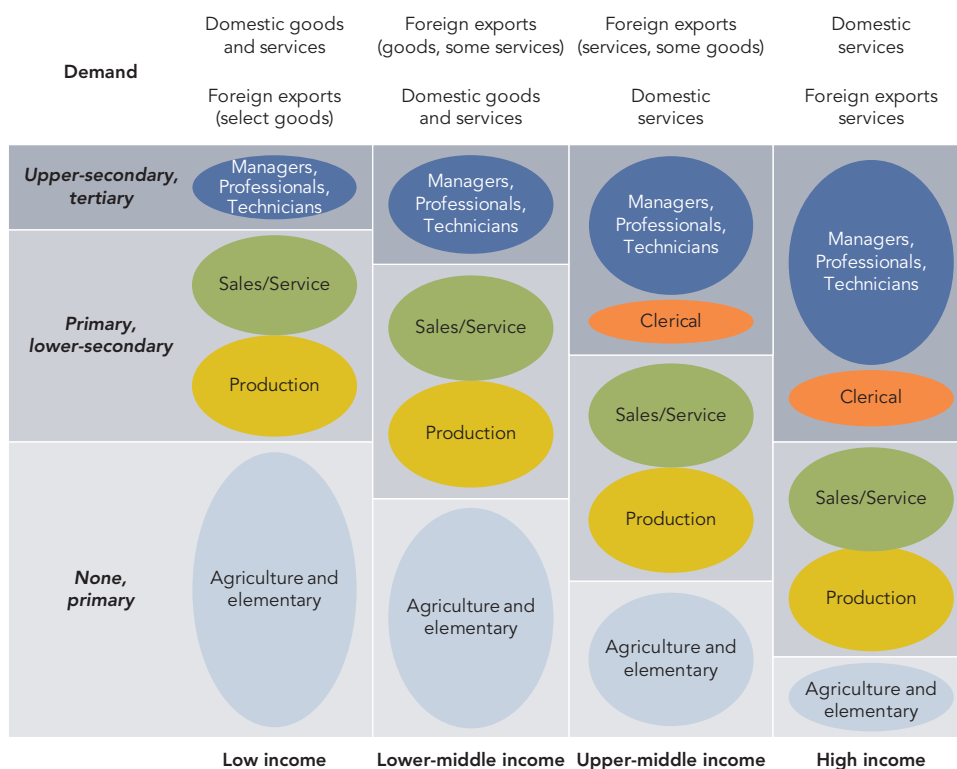 Demand
Domestic goods
and services
Foreign exports
(select goods)
Foreign exports
(goods, some services)
Domestic goods
and services
Foreign exports
(services, some goods)
Domestic
services
Domestic
services
Foreign exports
services
Upper-secondary,
tertiary
Primary,
lower-secondary
None,
primary
Managers,
Professionals,
Technicians
Sales/Service
Production
Agriculture and
elementary
Managers,
Professionals,
Technicians
Sales/Service
Production
Agriculture and
elementary
Managers,
Professionals,
Technicians
Clerical
Sales/Service
Production
Agriculture and
elementary
Managers,
Professionals,
Technicians
Clerical
Sales/Service
Production
Agriculture and
elementary
Low income
Lower-middle income
Upper-middle income
High income